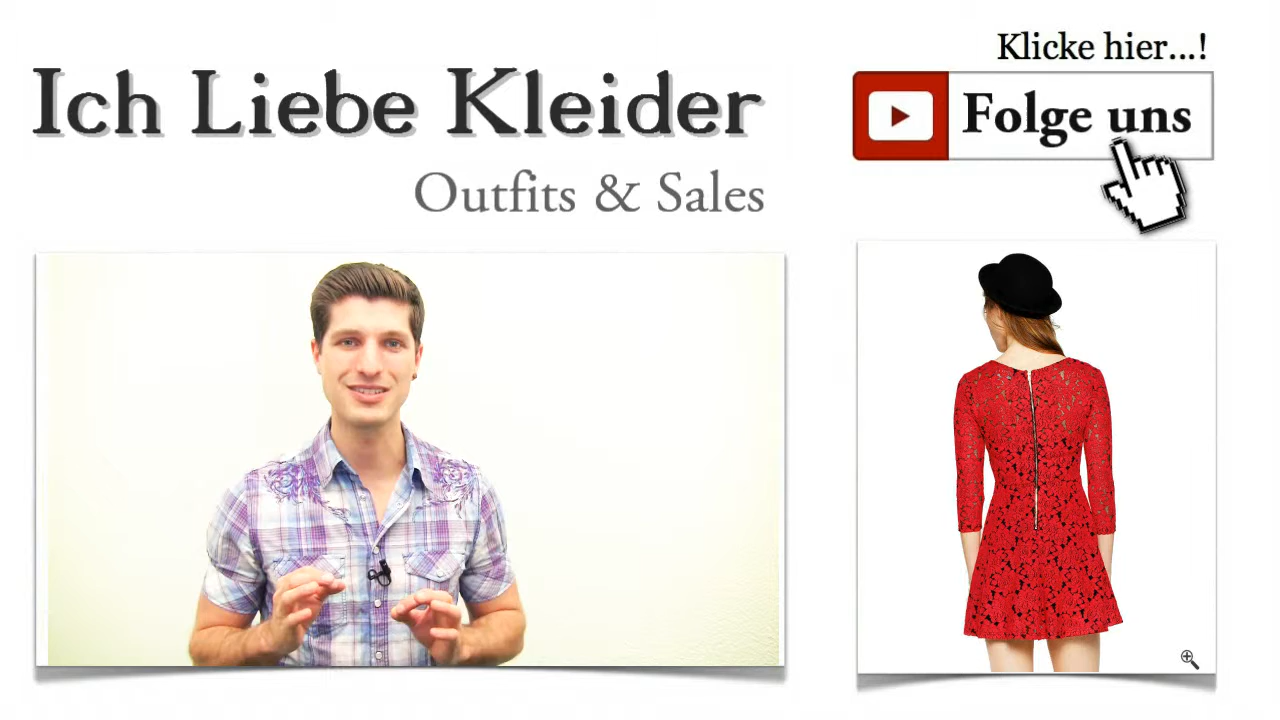 Klicke hier...!
Ich Liebe Kleider
Folge uns
Outfits & Sales